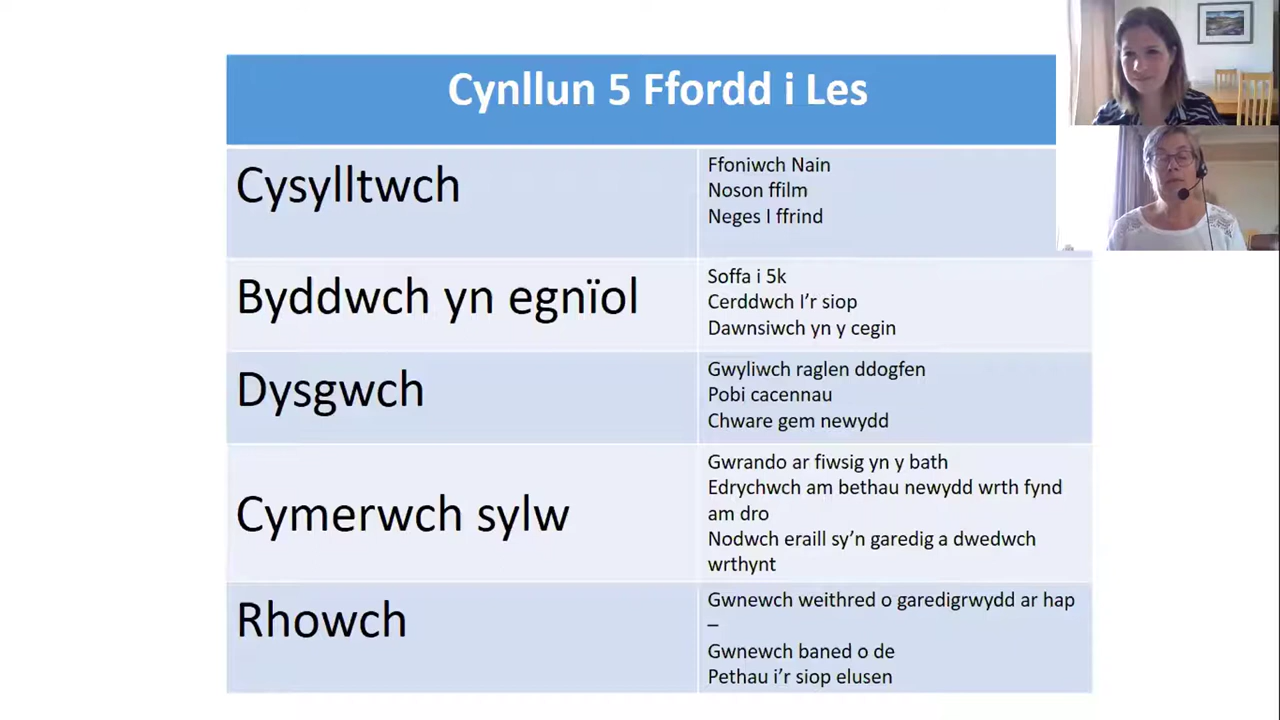 Cynllun 5 Ffordd i Les
Cysylltwch
Ffoniwch Nain
Noson ffilm
Neges I ffrind
Byddwch yn egnïol
Soffa i 5k
Cerddwch I’r siop
Dawnsiwch yn y cegin
Dysgwch
Gwyliwch raglen ddogfen
Pobi cacennau
Chware gem newydd
Cymerwch sylw
Gwrando ar fiwsig yn y bath
Edrychwch am bethau newydd wrth fynd
am dro
Nodwch eraill sy’n garedig a dwedwch
wrthynt
Rhowch
Gwnewch weithred o garedigrwydd ar hap
–
Gwnewch baned o de
Pethau i’r siop elusen